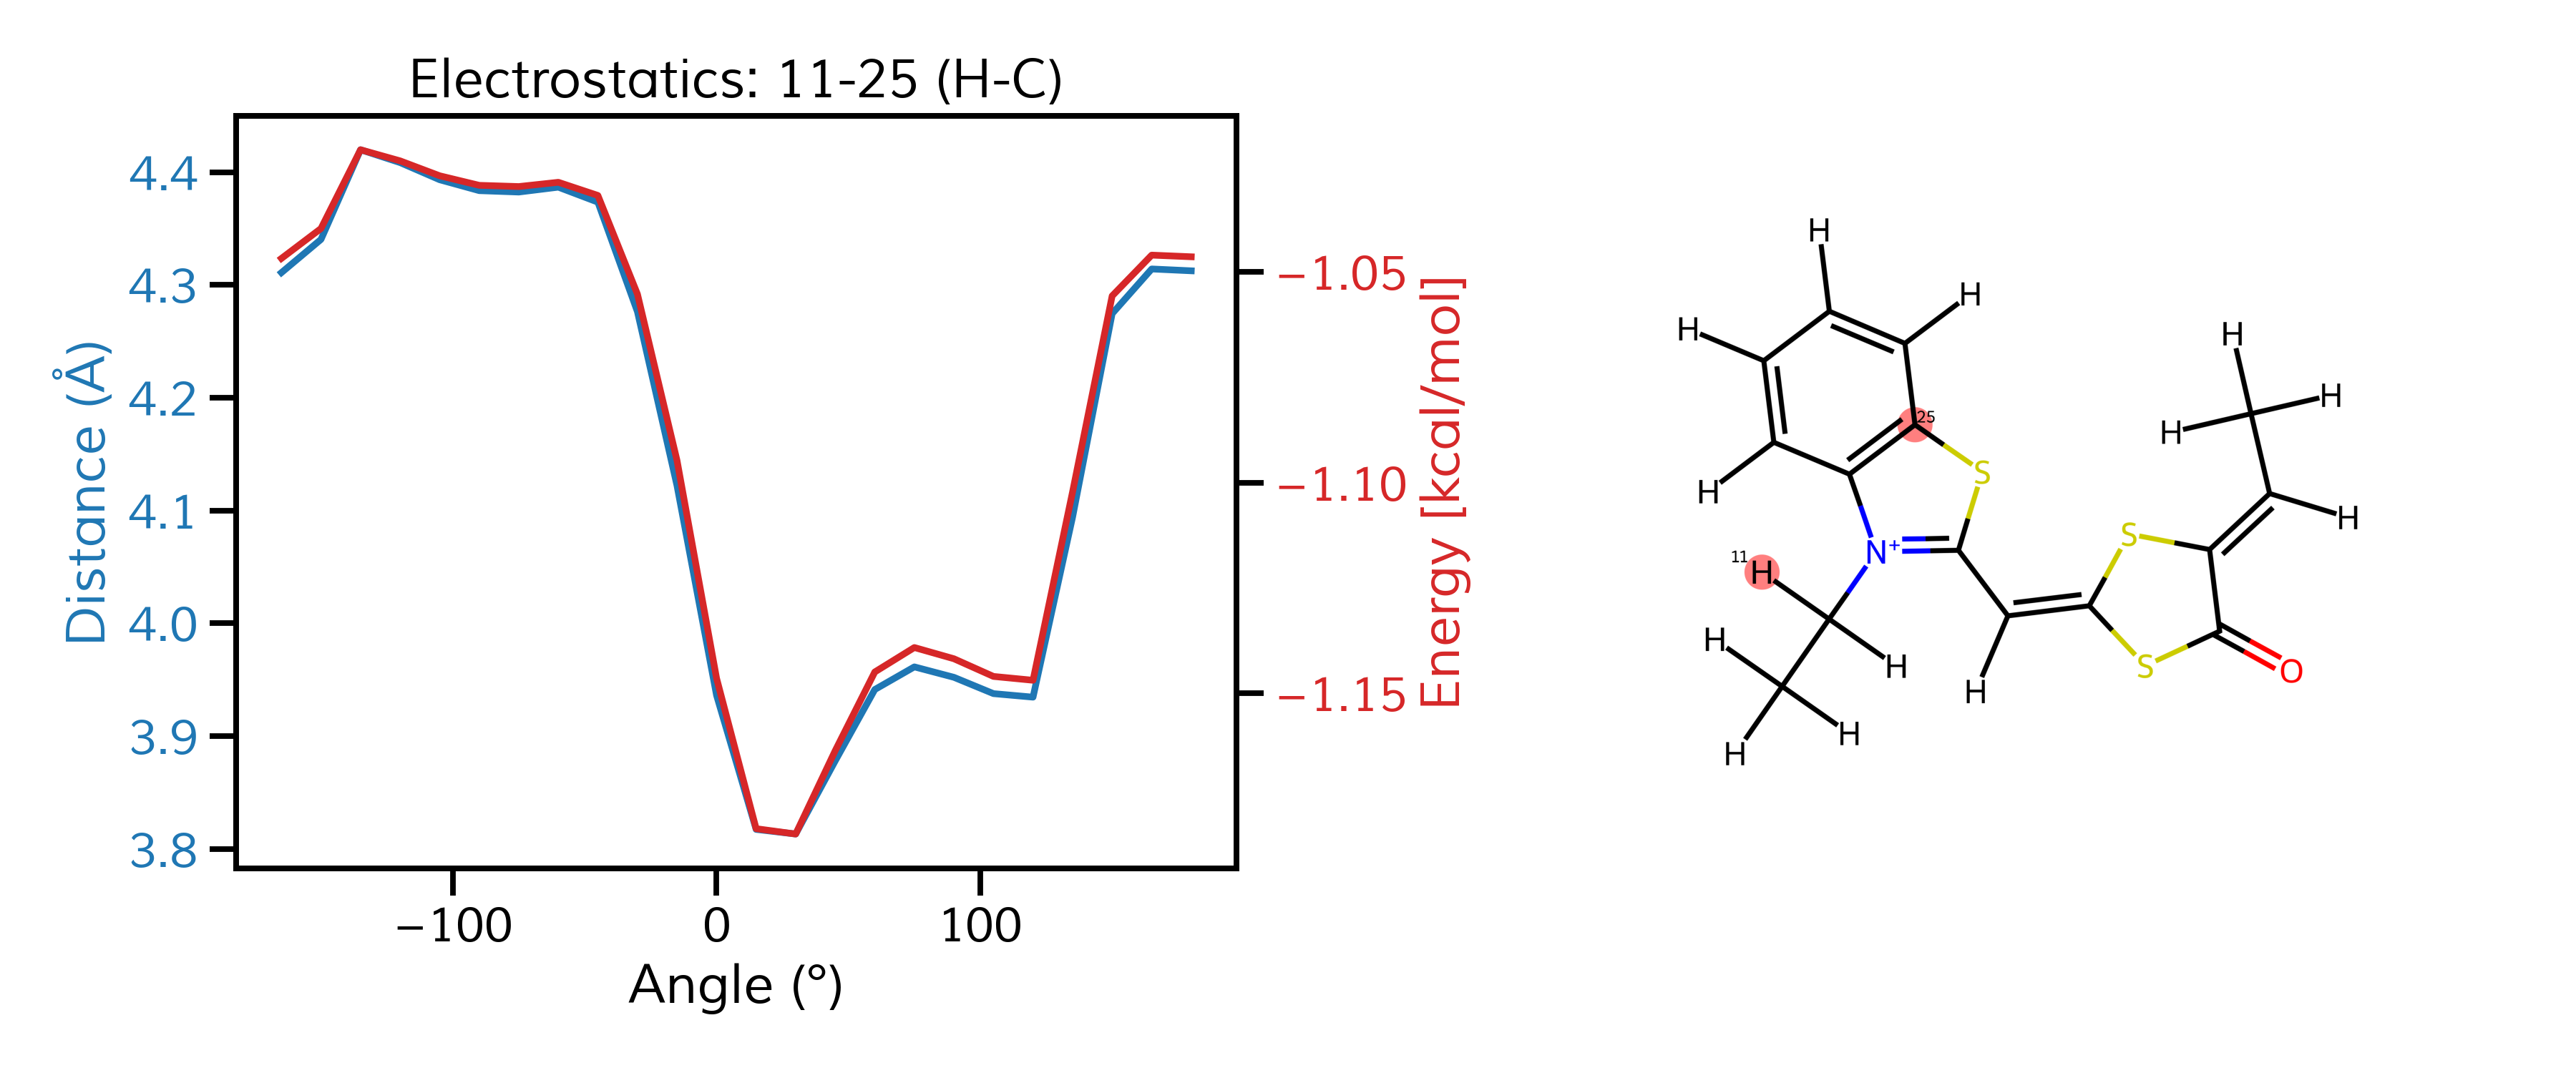 Electrostatics: 11-25 (H-C)
Distance (Å)
4.4
4.3
4.2
4.1
4.0
3.9
3.8
−100
0
100
Angle (°)
−1.05
−1.10
−1.15
Energy [kcal/mol]
H
H
H
H
H
H
25
S
H
S
H
N+
11
H
H
H
H
S
O
H
H